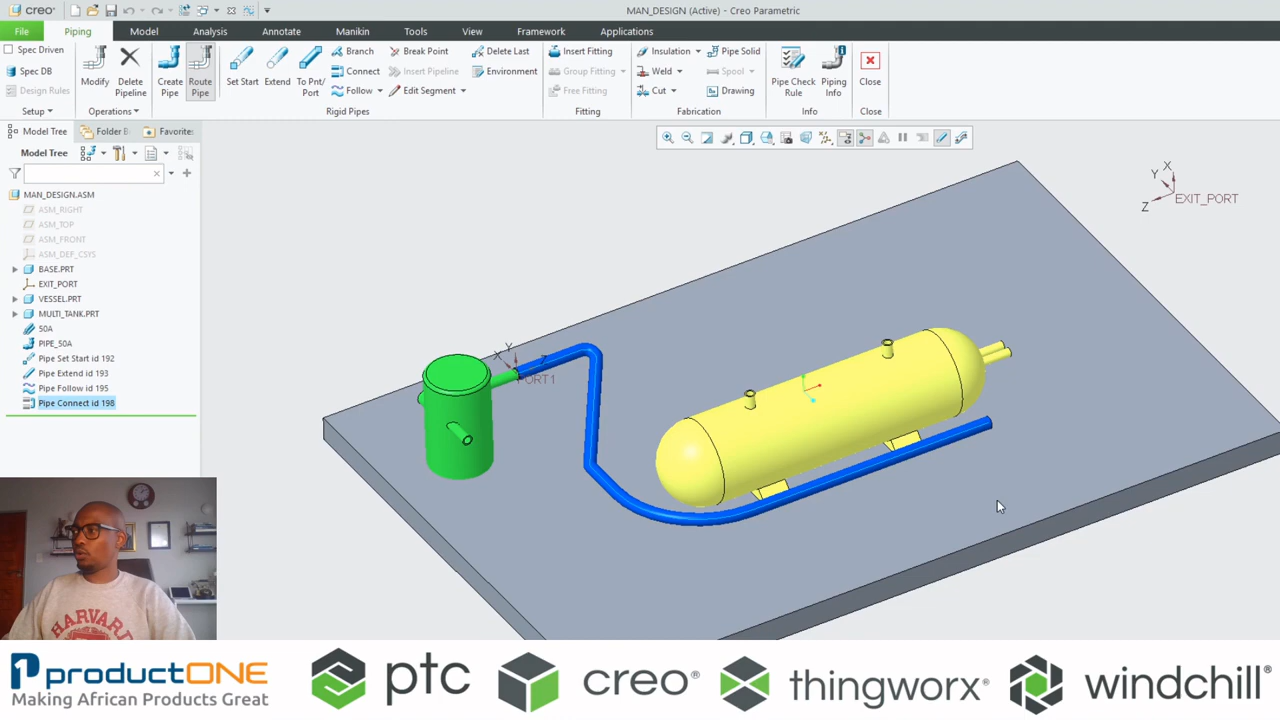 creo
MAN_DESIGN (Active) - Creo Parametric
File
Piping
Model
Analysis
Annotate
Manikin
Tools
View
Framework
Applications
Spec Driven
Spec DB
Design Rules
Setup
Modify
Delete Pipeline
Operations
Create Pipe
Route Pipe
Set Start
Extend
To Pnt/ Port
Branch
Connect
Follow
Break Point
Insert Pipeline
Edit Segment
Delete Last
Environment
Rigid Pipes
Insert Fitting
Group Fitting
Free Fitting
Fitting
Insulation
Weld
Cut
Pipe Solid
Spool
Drawing
Fabrication
Pipe Check Rule
Piping Info
Info
Close
Close
Model Tree
Folder B
Favorite:
Model Tree
MAN_DESIGN.ASM
ASM_RIGHT
ASM_TOP
ASM_FRONT
ASM_DEF_CSYS
BASE.PRT
EXIT_PORT
VESSEL.PRT
MULTI_TANK.PRT
50A
PIPE_50A
Pipe Set Start id 192
Pipe Extend id 193
Pipe Follow id 195
Pipe Connect id 198
X
Y
Z
EXIT_PORT
Y
X
Z
PORT1
HARVARD
productONE
Making African Products Great
ptc
creo®
thingworx®
windchill®